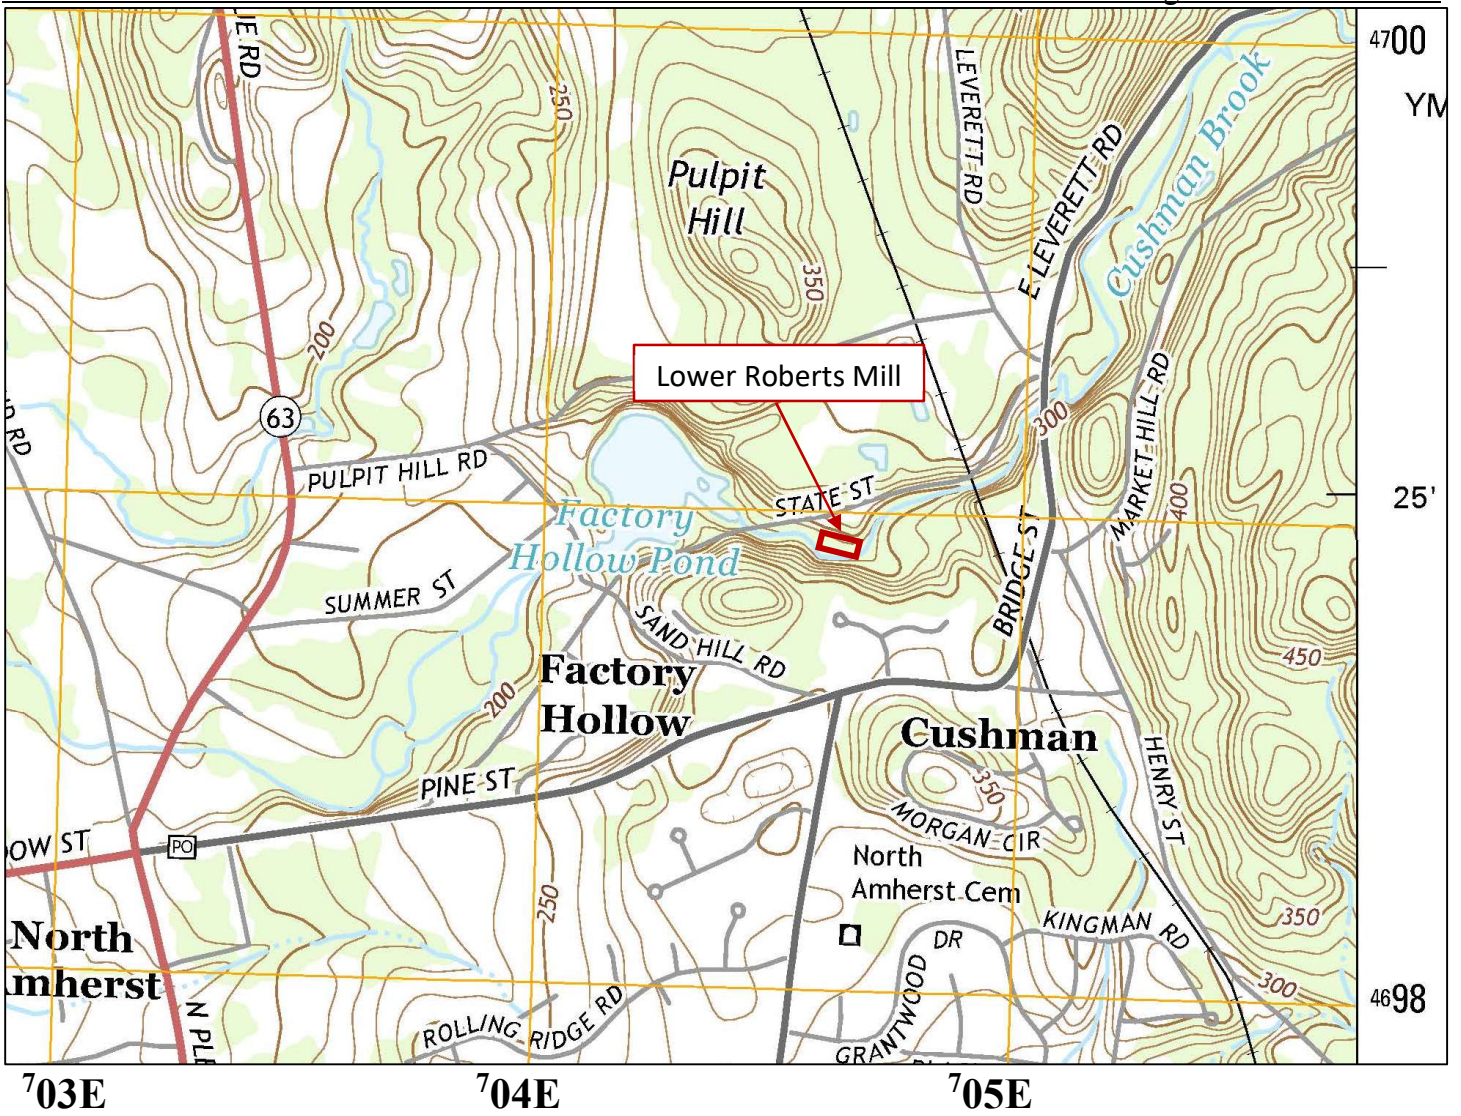 4700
YM
250
LEVERETT RD
E LEVERETT RD
Cushman Brook
Pulpit
Hill
350
200
Lower Roberts Mill
63
300
MARKET HILL RD
RD
PULPIT HILL RD
STATE ST
400
25'
Factory
Hollow Pond
BRIDGE ST
SUMMER ST
SAND HILL RD
450
Factory
Hollow
200
Cushman
PINE ST
350
HENRY ST
MORGAN CIR
OW ST
PO
North
Amherst Cem
250
KINGMAN RD
350
North
mherst
DR
GRANTWOOD
300
4698
N PLE
ROLLING RIDGE RD
703E
704E
705E